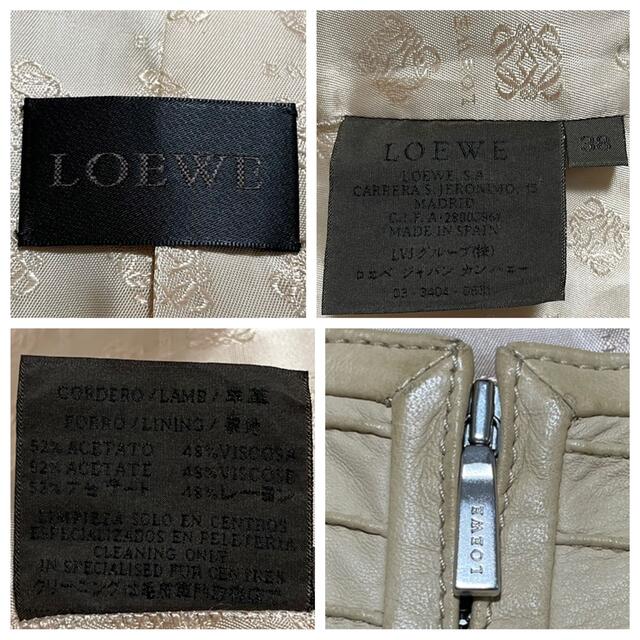 LOEWE
LOEWE
LOEWE
38
LOEWE, S.A.
CARRERA S. JERONIMO, 15
MADRID
MADE IN SPAIN
LVJグループ(株)
ロエベ ジャパン カンパニー
CORDERO/LAMB/羊革
FORRO/LINING/裏地
52% ACETATO 48% VISCOSA
52% ACETATE 48% VISCOSE
52% アセテート 48% レーヨン
LIMPIEZA SOLO EN CENTROS
ESPECIALIZADOS EN PELETERIA
CLEANING ONLY
IN SPECIALISED FUR CENTRES
LOEWE